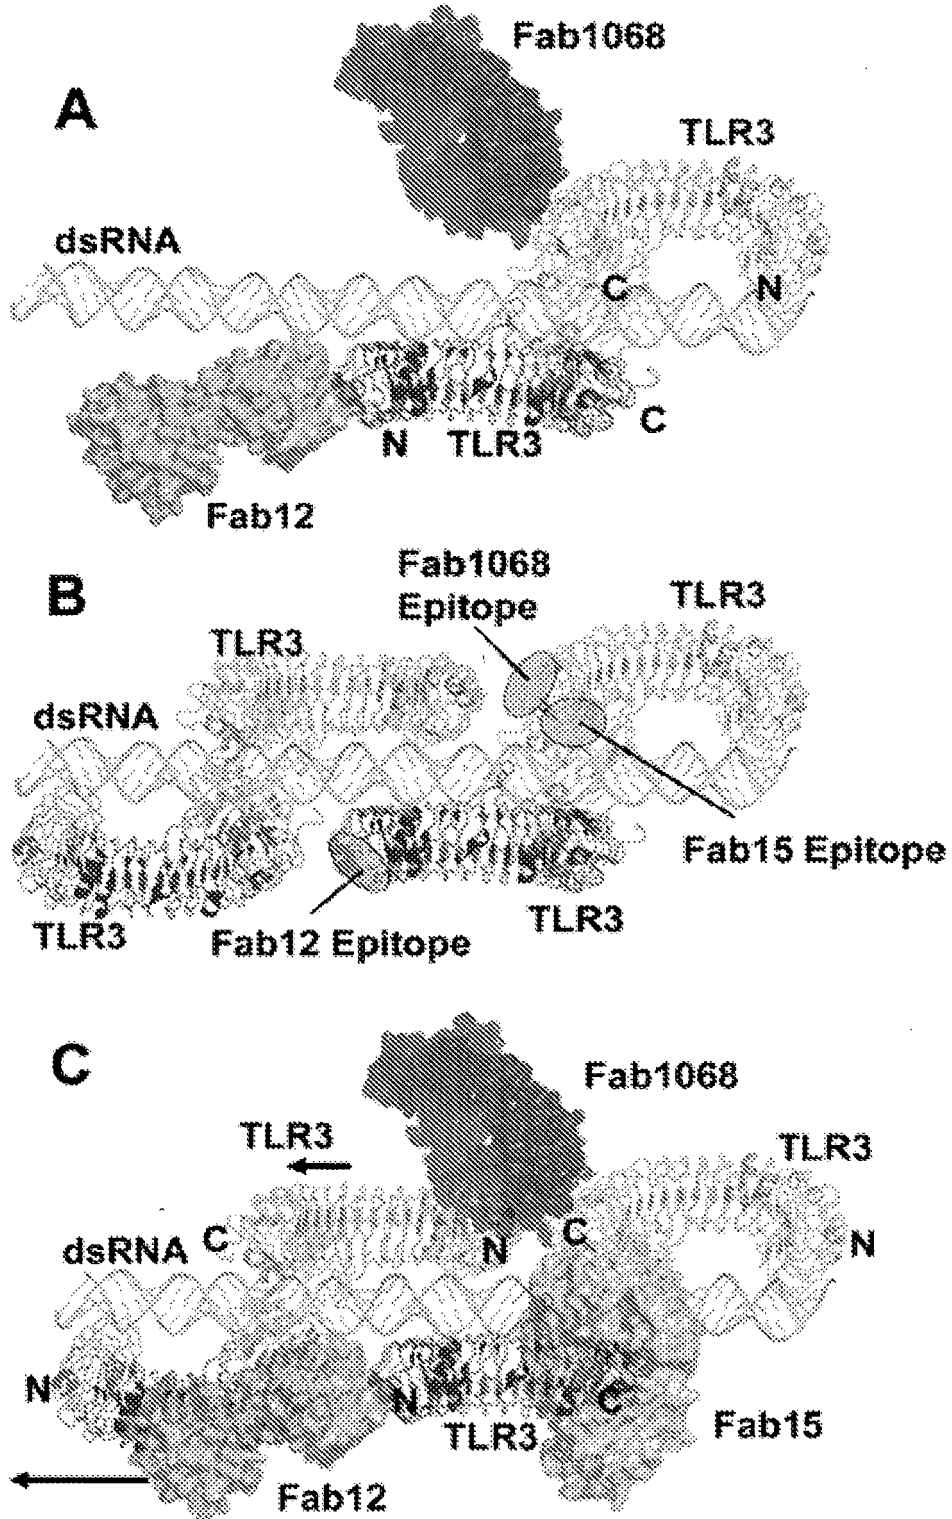 Fab1068
A
TLR3
dsRNA
C
N
C
N
TLR3
Fab12
Fab1068
Epitope
B
TLR3
TLR3
dsRNA
Fab15 Epitope
TLR3
TLR3
Fab12 Epitope
C
Fab1068
TLR3
TLR3
C
C
N
N
dsRNA
N
N
C
TLR3
Fab15
Fab12